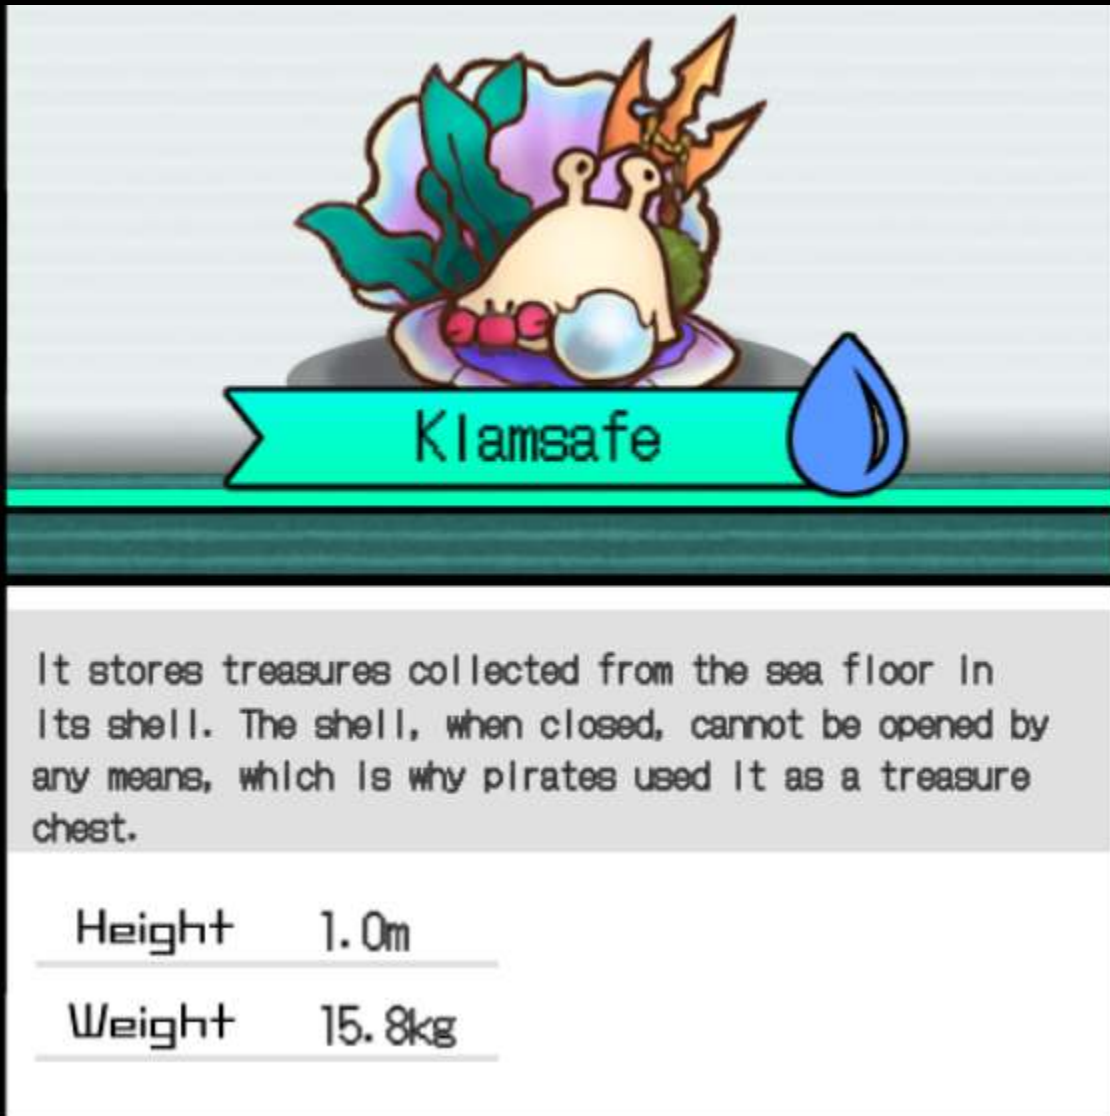 Klamsafe
It stores treasures collected from the sea floor in
its shell. The shell, when closed, cannot be opened by
any means, which is why pirates used it as a treasure
chest.
Height 1.0m
Weight 15.8kg